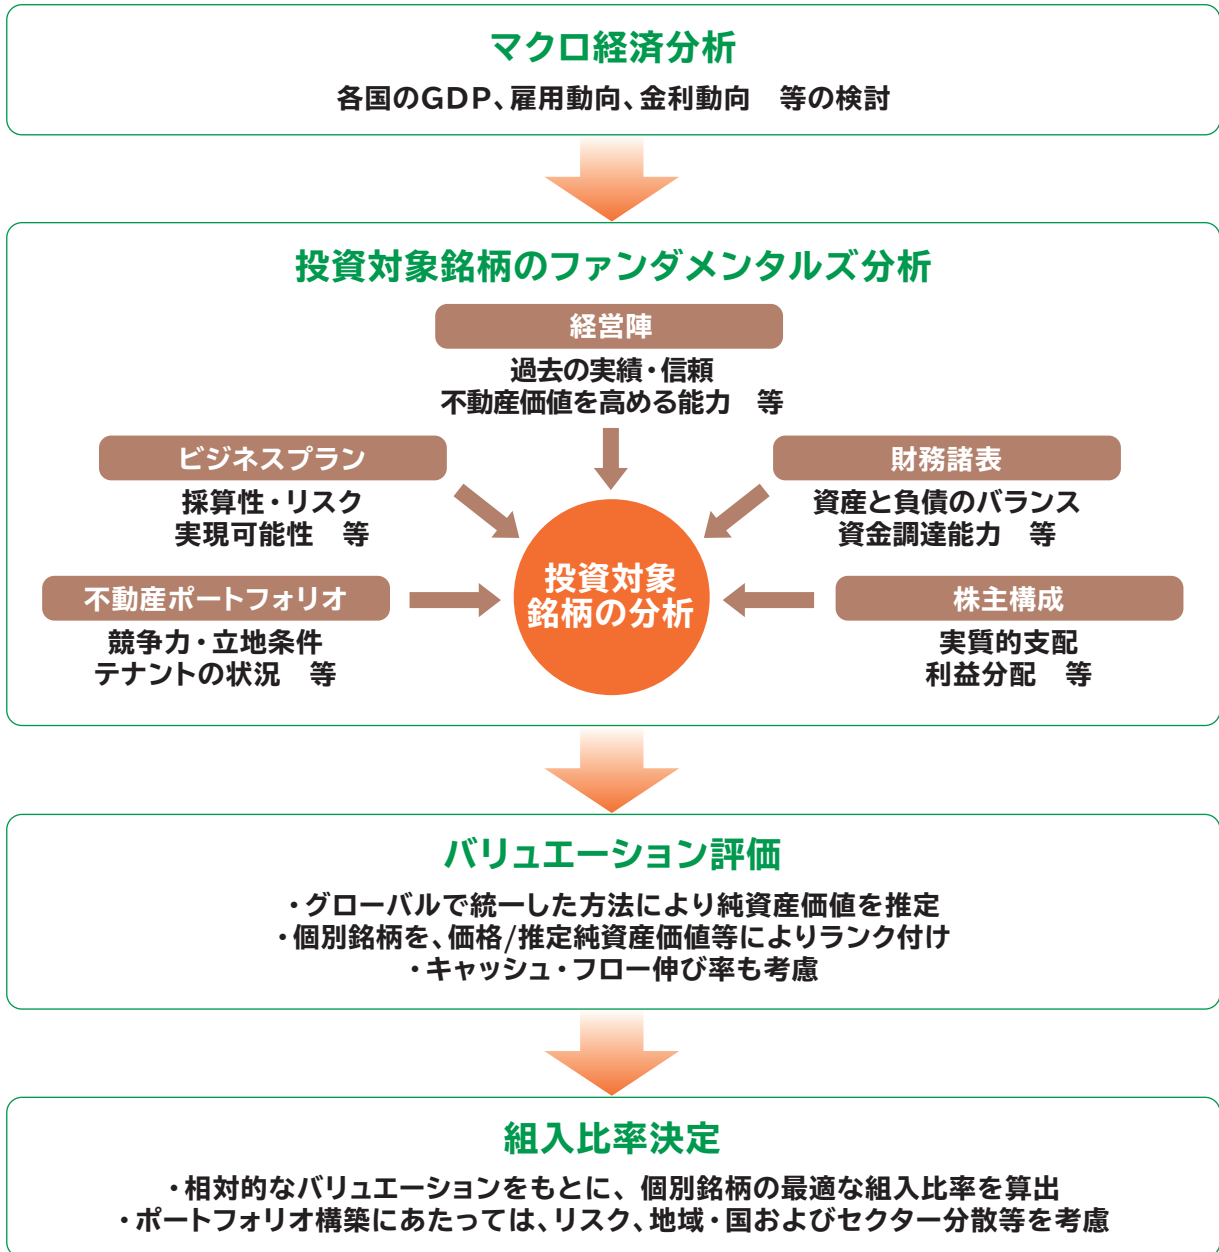 マクロ経済分析
各国のGDP、雇用動向、金利動向　等の検討
投資対象銘柄のファンダメンタルズ分析
経営陣
過去の実績・信頼
不動産価値を高める能力　等
ビジネスプラン
採算性・リスク
実現可能性　等
財務諸表
資産と負債のバランス
資金調達能力　等
不動産ポートフォリオ
競争力・立地条件
テナントの状況　等
投資対象
銘柄の分析
株主構成
実質的支配
利益分配　等
バリュエーション評価
・グローバルで統一した方法により純資産価値を推定
・個別銘柄を、価格/推定純資産価値等によりランク付け
・キャッシュ・フロー伸び率も考慮
組入比率決定
・相対的なバリュエーションをもとに、個別銘柄の最適な組入比率を算出
・ポートフォリオ構築にあたっては、リスク、地域・国およびセクター分散等を考慮